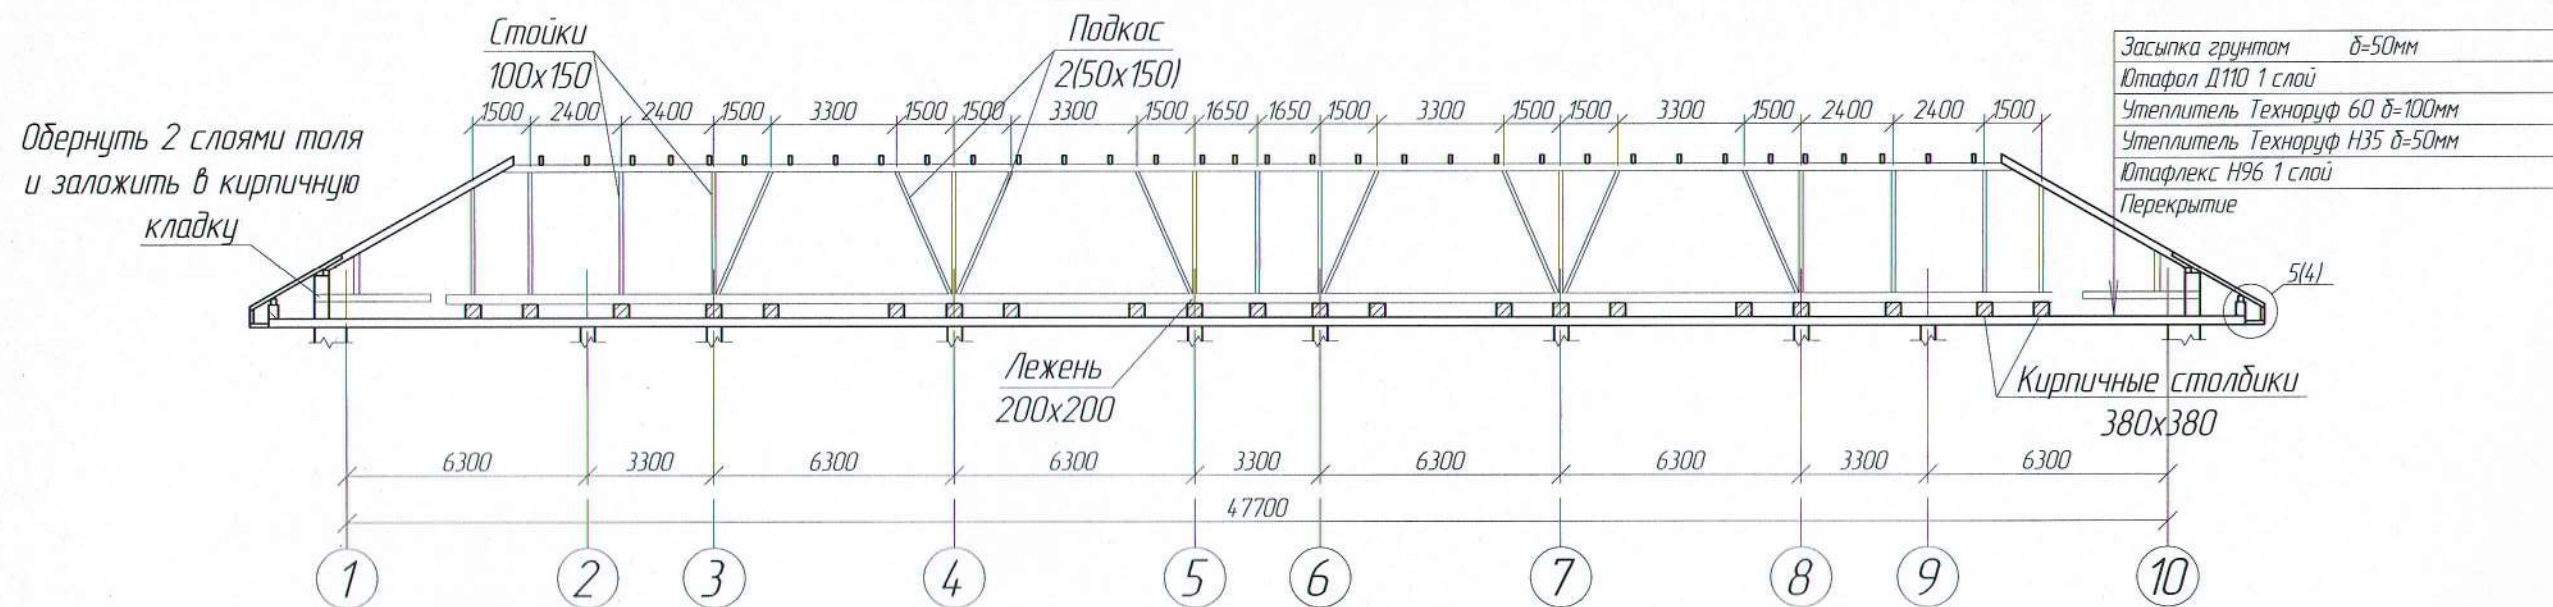 Стойки
100х150
Подкос
2(50х150)
Засыпка грунтом δ=50мм
Ютафол Д110 1 слой
Утеплитель Техноруф 60 δ=100мм
Утеплитель Техноруф Н35 δ=50мм
Ютафлекс Н96 1 слой
Перекрытие
1500 2400 2400 1500 3300 1500 1500 3300 1500 1650 1650 1500 3300 1500 1500 3300 1500 2400 2400 1500
Обернуть 2 слоями толя
и заложить в кирпичную
кладку
5(4)
Лежень
200х200
Кирпичные столбики
380х380
6300 3300 6300 6300 3300 6300 6300 3300 6300
47700
1 2 3 4 5 6 7 8 9 10